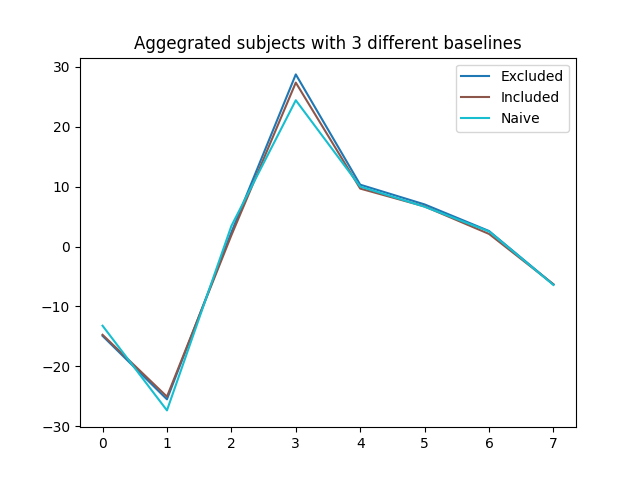 Aggegrated subjects with 3 different baselines
30
20
10
0
−10
−20
−30
Excluded
Included
Naive
0 1 2 3 4 5 6 7